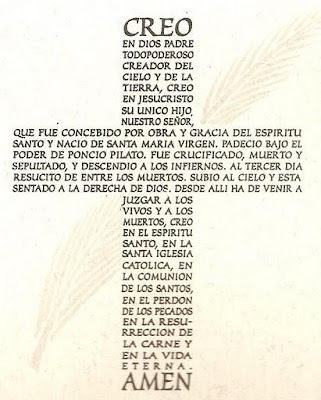 CREO
EN DIOS PADRE
TODOPODEROSO
CREADOR DEL
CIELO Y DE LA
TIERRA, CREO
EN JESUCRISTO
SU UNICO HIJO,
NUESTRO SEÑOR,
QUE FUE CONCEBIDO POR OBRA Y GRACIA DEL ESPIRITU
SANTO Y NACIO DE SANTA MARIA VIRGEN. PADECIO BAJO EL
PODER DE PONCIO PILATO. FUE CRUCIFICADO, MUERTO Y
SEPULTADO, Y DESCENDIO A LOS INFIERNOS. AL TERCER DIA
RESUCITO DE ENTRE LOS MUERTOS. SUBIO AL CIELO Y ESTA
SENTADO A LA DERECHA DE DIOS. DESDE ALLI HA DE VENIR A
JUZGAR A LOS
VIVOS Y A LOS
MUERTOS, CREO
EN EL ESPIRITU
SANTO, EN LA
SANTA IGLESIA
CATOLICA, EN LA
COMUNION DE
LOS SANTOS,
EN EL PERDON
DE LOS PECADOS
EN LA RESU-
RRECCION DE
LA CARNE Y
EN LA VIDA
ETERNA.
AMEN